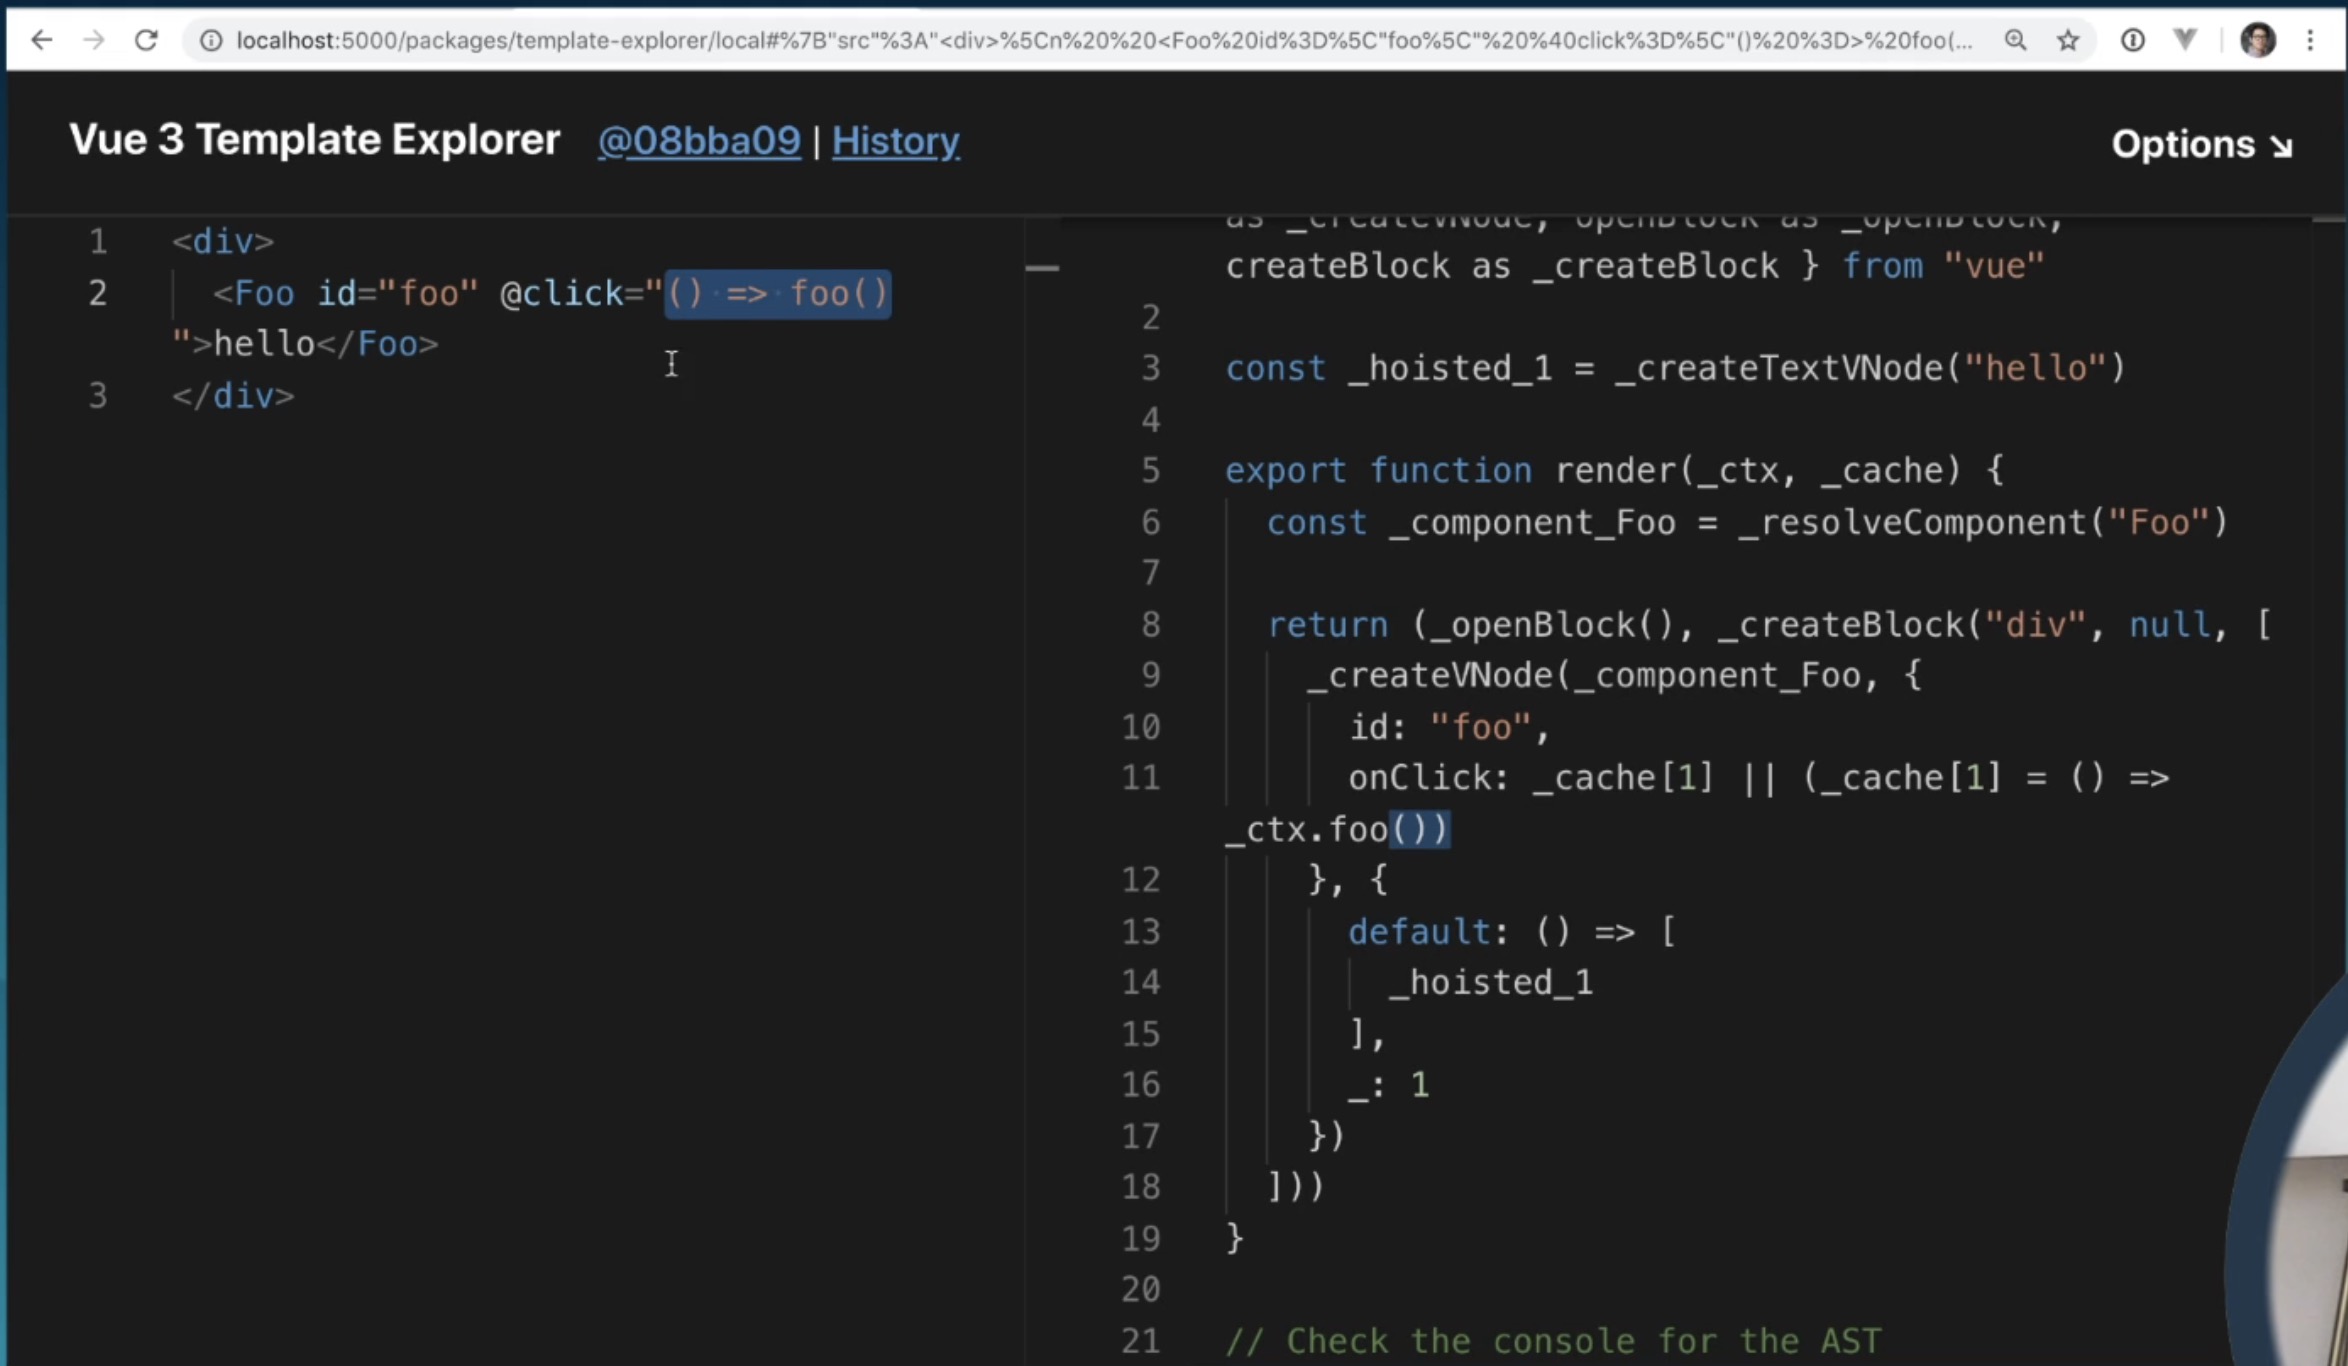 localhost:5000/packages/template-explorer/local#%7B"src"%3A"<div>%5Cn%20%20<Foo%20id%3D%5C"foo%5C"%20%40click%3D%5C"()%20%3D>%20foo(...
Vue 3 Template Explorer @08bba09 | History
Options ↘
1 <div>
2 <Foo id="foo" @click="() => foo()
">hello</Foo>
3 </div>
as _createVNode, openBlock as _openBlock,
createBlock as _createBlock } from "vue"
2
3 const _hoisted_1 = _createTextVNode("hello")
4
5 export function render(_ctx, _cache) {
6 const _component_Foo = _resolveComponent("Foo")
7
8 return (_openBlock(), _createBlock("div", null, [
9 _createVNode(_component_Foo, {
10 id: "foo",
11 onClick: _cache[1] || (_cache[1] = () =>
_ctx.foo())
12 }, {
13 default: () => [
14 _hoisted_1
15 ],
16 _: 1
17 })
18 ]))
19 }
20
21 // Check the console for the AST